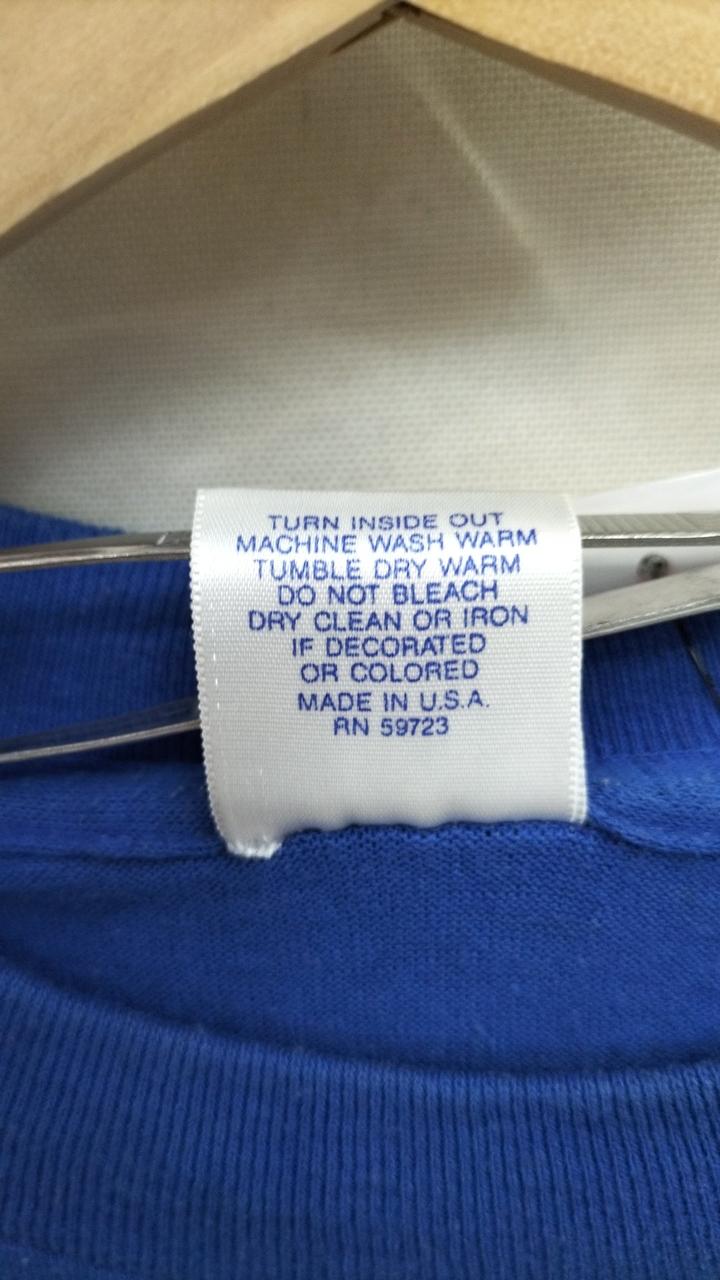 TURN INSIDE OUT
MACHINE WASH WARM
TUMBLE DRY WARM
DO NOT BLEACH
DRY CLEAN OR IRON
IF DECORATED
OR COLORED
MADE IN U.S.A.
RN 59723